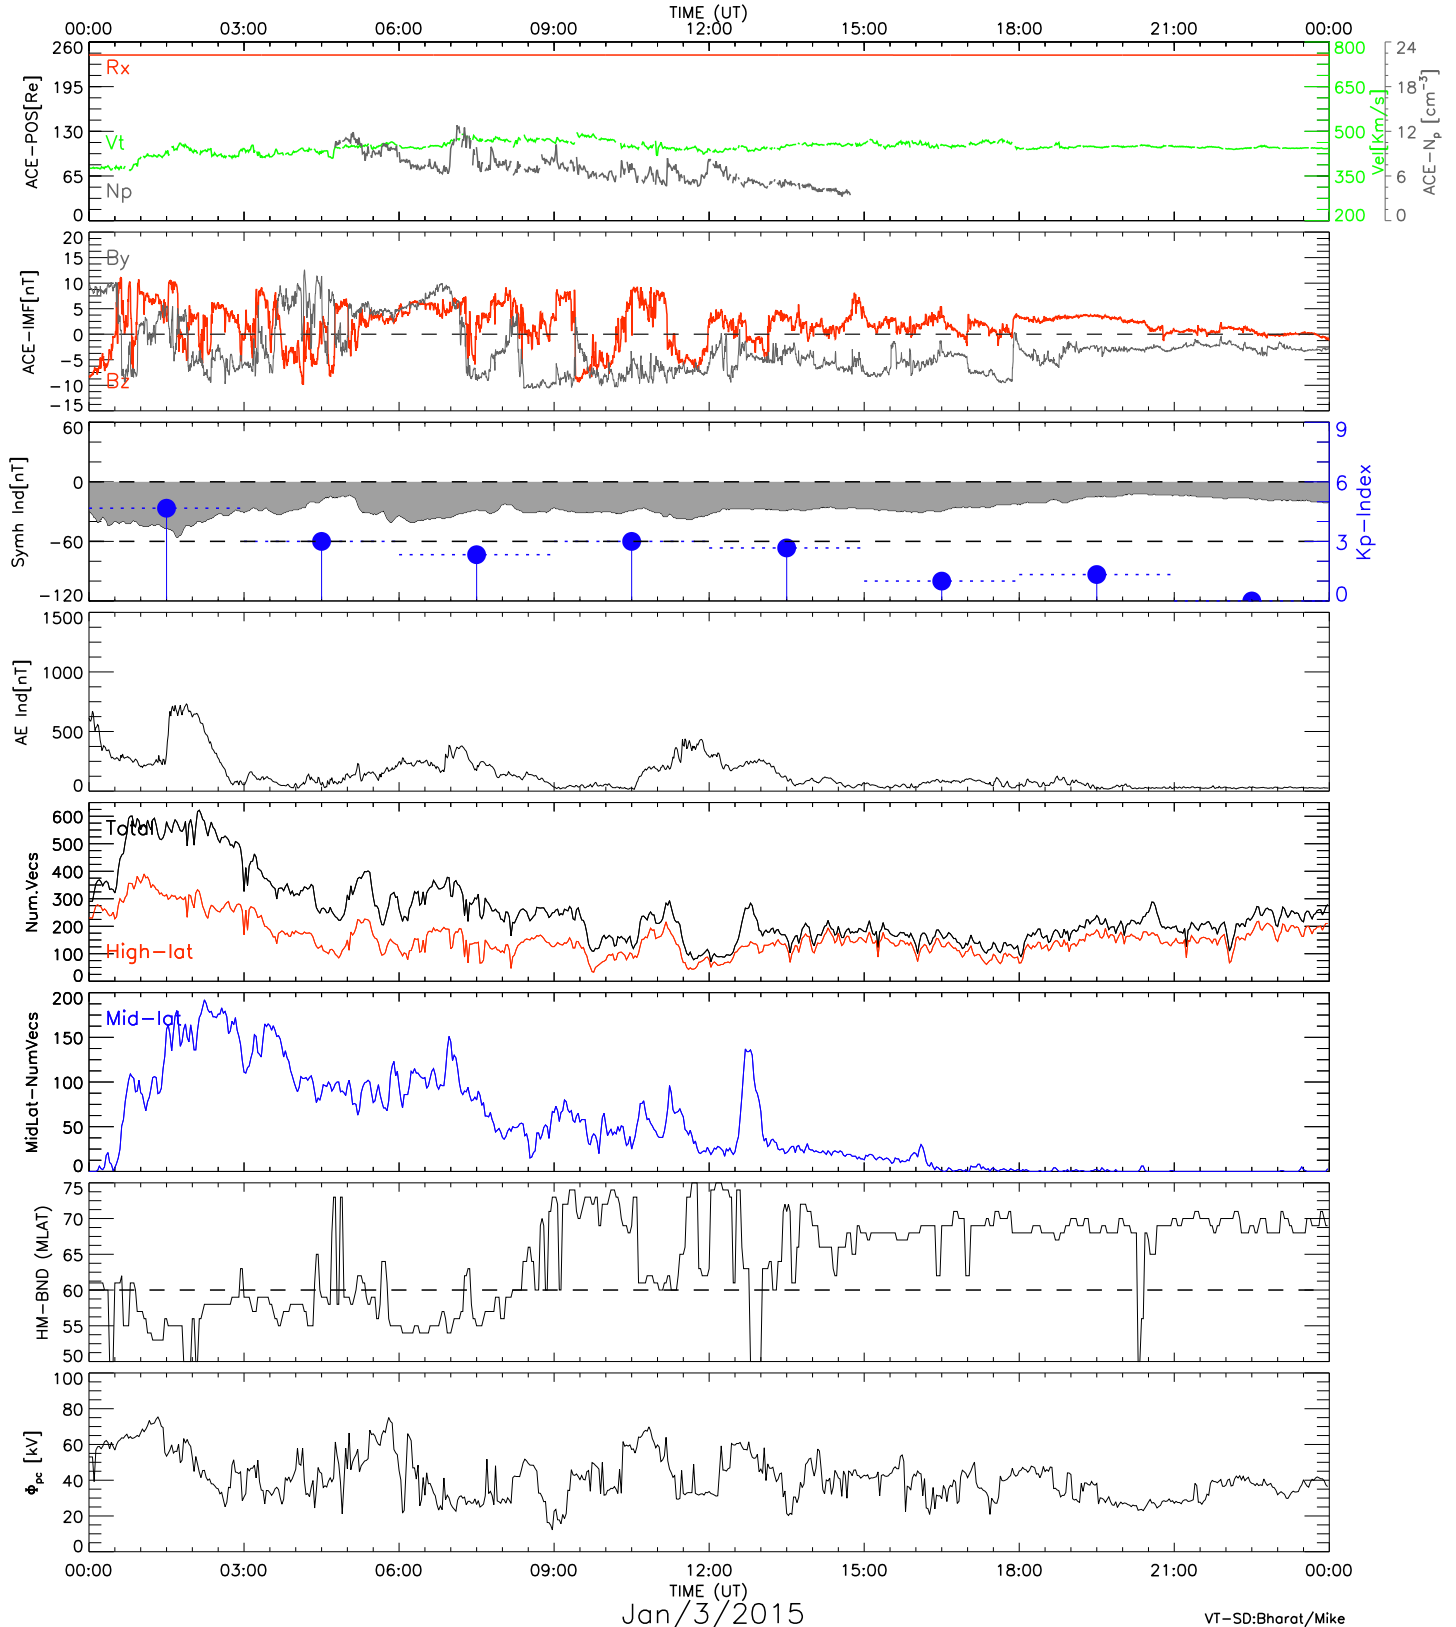 TIME (UT)
00:00 03:00 06:00 09:00 12:00 15:00 18:00 21:00 00:00
ACE-POS[Re]
260
195
130
65
0
Rx
Vt
Np
800
650
500
350
200
Vel[Km/s]
24
18
12
6
0
ACE-Np [cm-3]
ACE-IMF[nT]
20
15
10
5
0
-5
-10
-15
By
Bz
Symh Ind[nT]
60
0
-60
-120
9
6
3
0
Kp-Index
AE Ind[nT]
1500
1000
500
0
Num.Vecs
600
500
400
300
200
100
0
Total
High-lat
MidLat-NumVecs
200
150
100
50
0
Mid-lat
HM-BND (MLAT)
75
70
65
60
55
50
Φpc [kV]
100
80
60
40
20
0
00:00 03:00 06:00 09:00 12:00 15:00 18:00 21:00 00:00
TIME (UT)
Jan/3/2015
VT-SD:Bharat/Mike